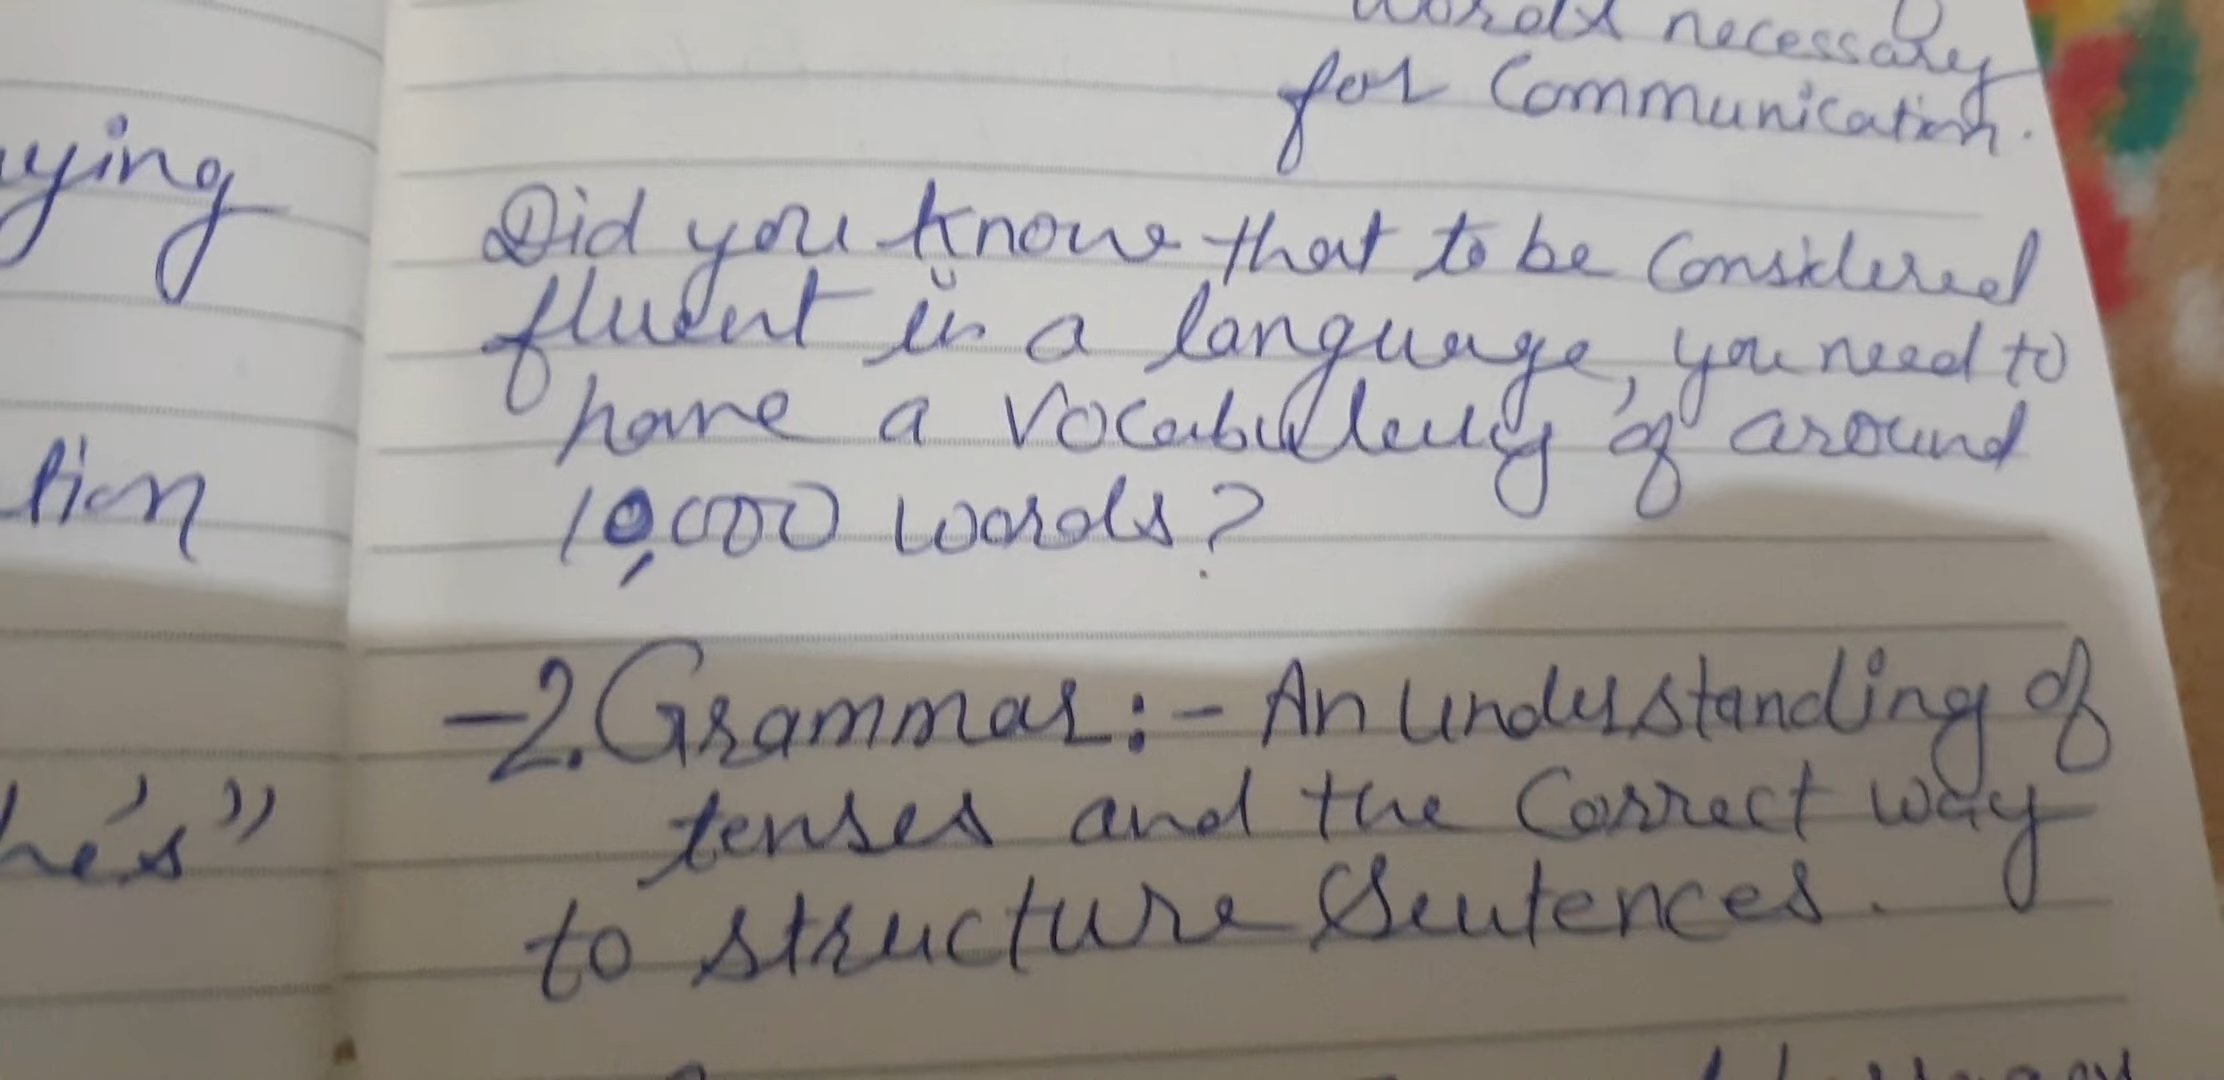 words necessary
for Communication.
Did you know that to be Considered
fluent in a language, you need to
have a vocabulary of around
10,000 words?
-2. Grammar :- An understanding of
tenses and the Correct way
to structure Sentences.
ying
tion
he's"